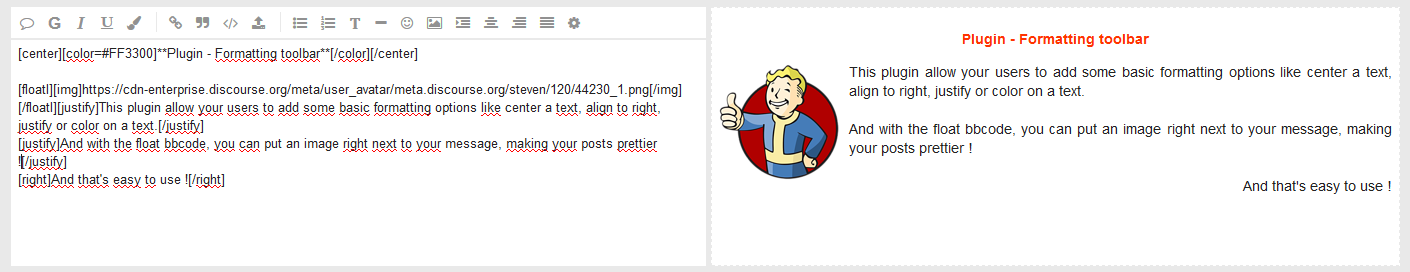 G I U T
[center][color=#FF3300]**Plugin - Formatting toolbar**[/color][/center]
[floatl][img]https://cdn-enterprise.discourse.org/meta/user_avatar/meta.discourse.org/steven/120/44230_1.png[/img]
[/floatl][justify]This plugin allow your users to add some basic formatting options like center a text, align to right,
justify or color on a text.[/justify]
[justify]And with the float bbcode, you can put an image right next to your message, making your posts prettier
![/justify]
[right]And that's easy to use ![/right]
Plugin - Formatting toolbar
This plugin allow your users to add some basic formatting options like center a text,
align to right, justify or color on a text.
And with the float bbcode, you can put an image right next to your message, making
your posts prettier !
And that's easy to use !